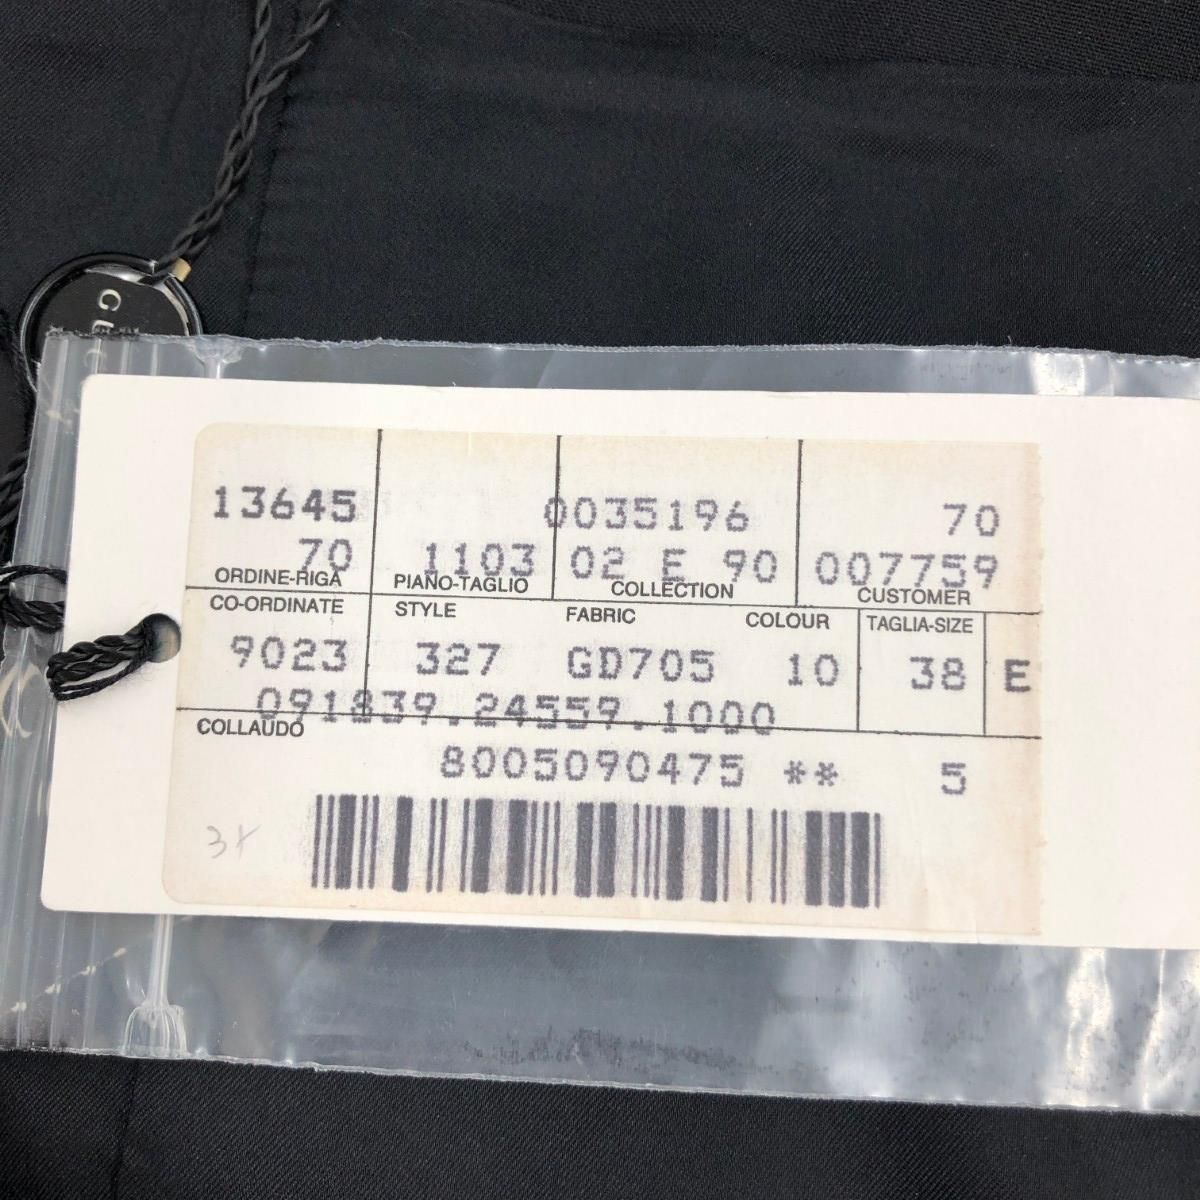 13645 0035196 70
70 1103 02 E 90 007759
ORDINE-RIGA PIANO-TAGLIO COLLECTION CUSTOMER
CO-ORDINATE STYLE FABRIC COLOUR TAGLIA-SIZE
9023 327 GD705 10 38 E
091839.24559.1000
COLLAUDO
8005090475 ** 5